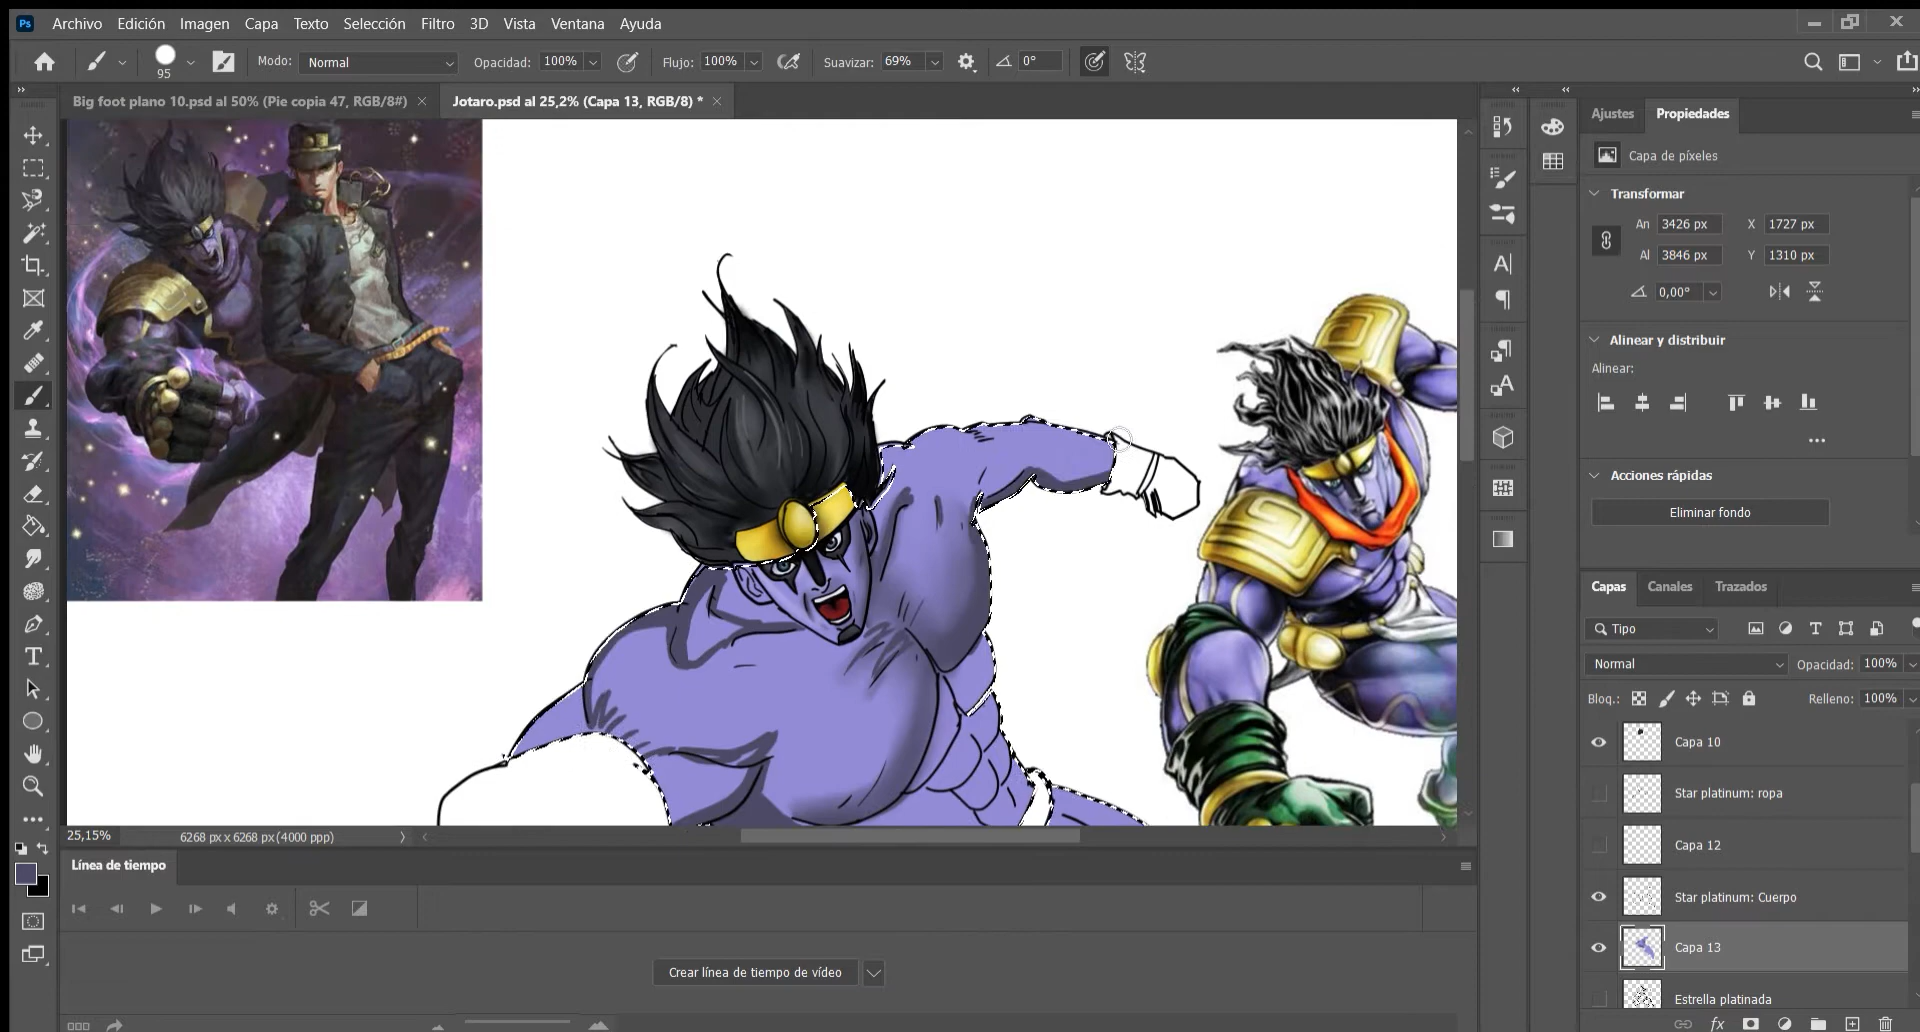 Ps Archivo Edición Imagen Capa Texto Selección Filtro 3D Vista Ventana Ayuda
95 Modo: Normal Opacidad: 100% Flujo: 100% Suavizar: 69% 0°
Big foot plano 10.psd al 50% (Pie copia 47, RGB/8#) Jotaro.psd al 25,2% (Capa 13, RGB/8) *
Ajustes Propiedades
Capa de píxeles
Transformar
An 3426 px X 1727 px
Al 3846 px Y 1310 px
0,00°
Alinear y distribuir
Alinear:
Acciones rápidas
Eliminar fondo
Capas Canales Trazados
Tipo
Normal Opacidad: 100%
Bloq.: Relleno: 100%
Capa 10
Star platinum: ropa
Capa 12
Star platinum: Cuerpo
Capa 13
Estrella platinada
25,15% 6268 px x 6268 px (4000 ppp)
Línea de tiempo
Crear línea de tiempo de vídeo